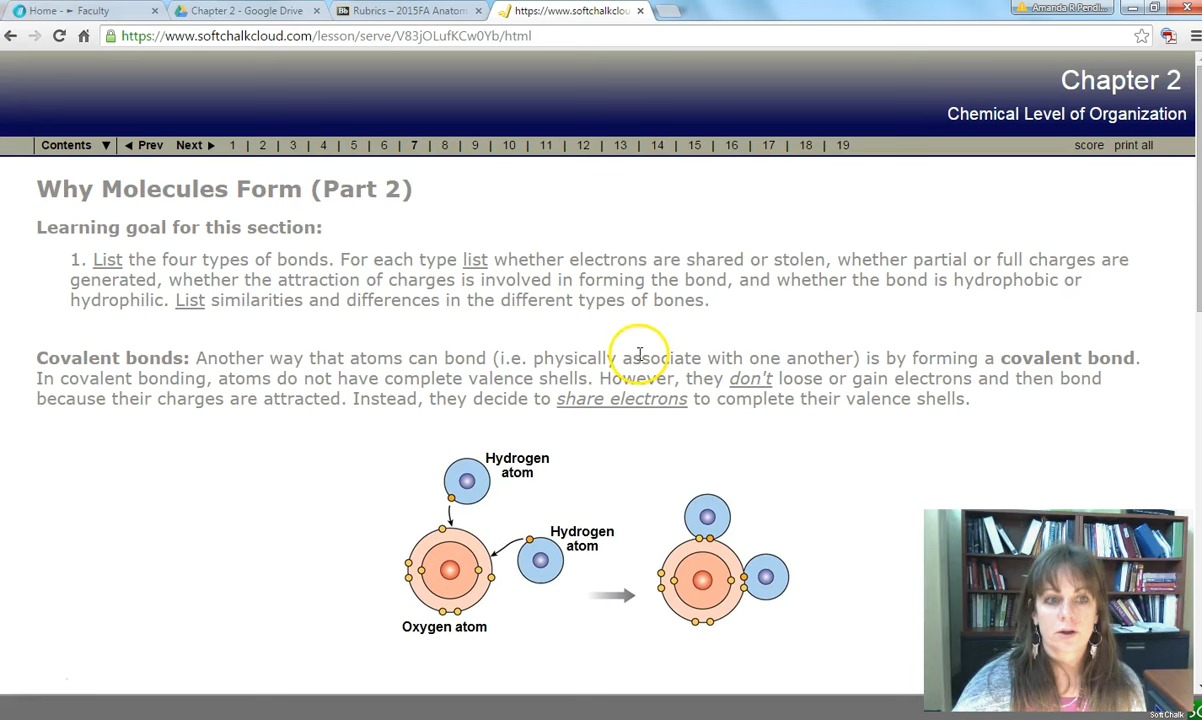 Home - ► Faculty
Chapter 2 - Google Drive
Rubrics – 2015FA Anatom
https://www.softchalkclou
Amanda R Pendl...
https://www.softchalkcloud.com/lesson/serve/V83jOLufKCw0Yb/html
Chapter 2
Chemical Level of Organization
Contents ▼ | ◀ Prev Next ▶ 1 | 2 | 3 | 4 | 5 | 6 | 7 | 8 | 9 | 10 | 11 | 12 | 13 | 14 | 15 | 16 | 17 | 18 | 19 score print all
Why Molecules Form (Part 2)
Learning goal for this section:
1. List the four types of bonds. For each type list whether electrons are shared or stolen, whether partial or full charges are
generated, whether the attraction of charges is involved in forming the bond, and whether the bond is hydrophobic or
hydrophilic. List similarities and differences in the different types of bones.
Covalent bonds: Another way that atoms can bond (i.e. physically associate with one another) is by forming a covalent bond.
In covalent bonding, atoms do not have complete valence shells. However, they don't loose or gain electrons and then bond
because their charges are attracted. Instead, they decide to share electrons to complete their valence shells.
Hydrogen
atom
Hydrogen
atom
Oxygen atom
SoftChalk